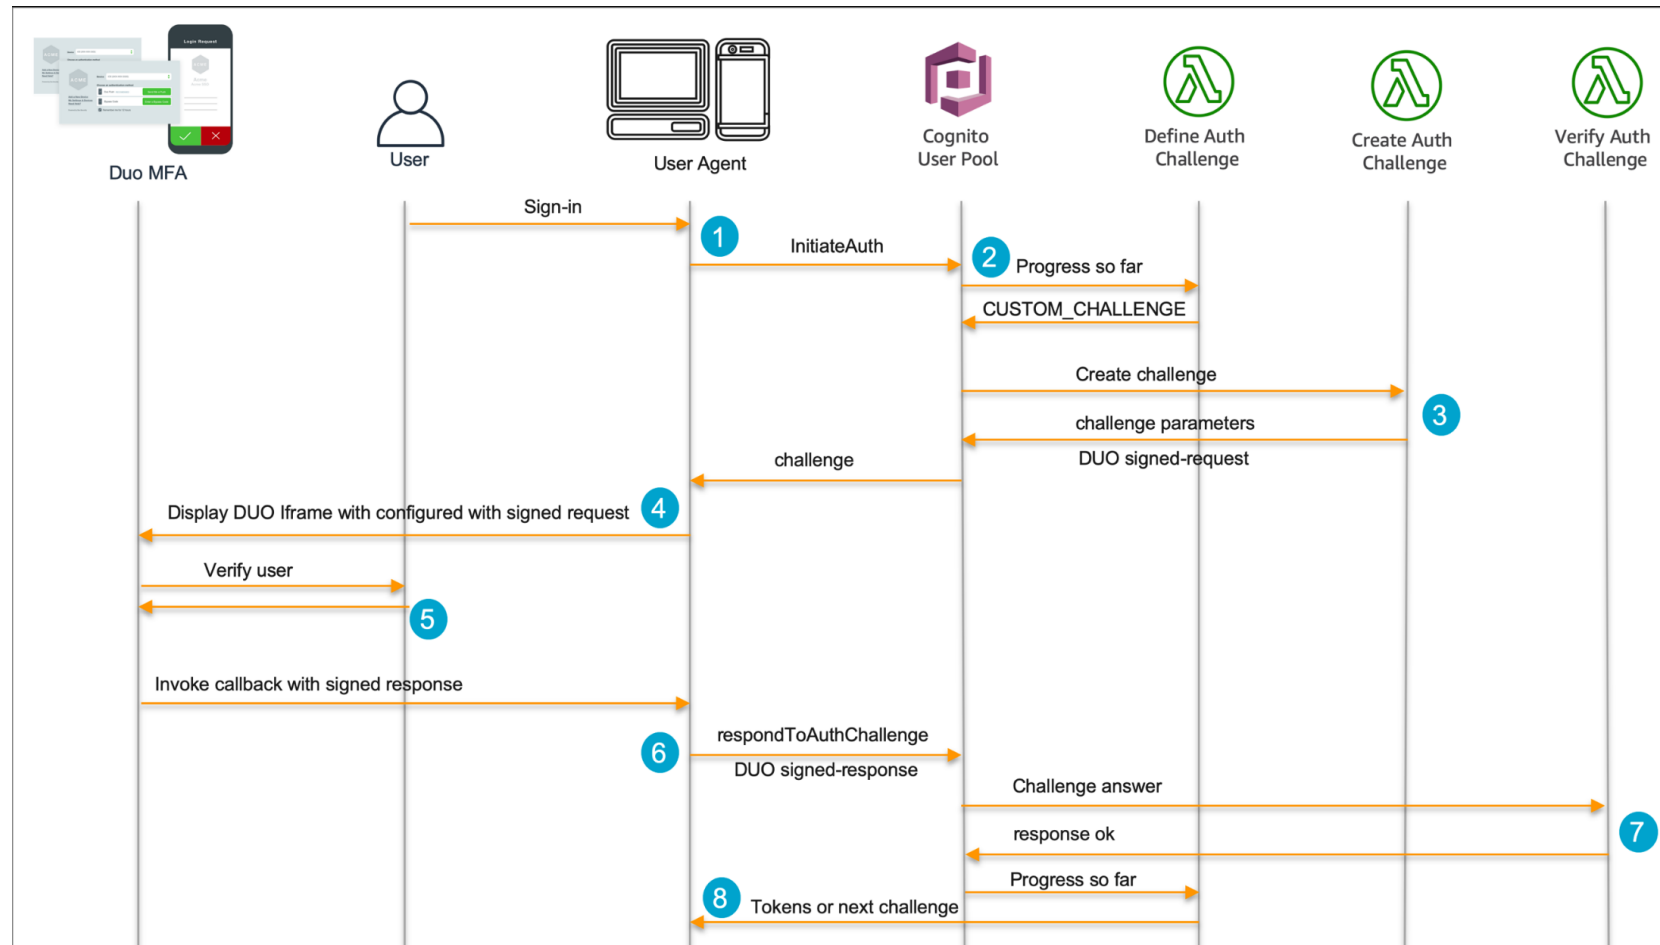 Login Request
Duo MFA
User
User Agent
Cognito
User Pool
Define Auth
Challenge
Create Auth
Challenge
Verify Auth
Challenge
Sign-in
1
InitiateAuth
2
Progress so far
CUSTOM_CHALLENGE
Create challenge
3
challenge parameters
DUO signed-request
challenge
4
Display DUO Iframe with configured with signed request
Verify user
5
Invoke callback with signed response
6
respondToAuthChallenge
DUO signed-response
Challenge answer
7
response ok
Progress so far
8
Tokens or next challenge